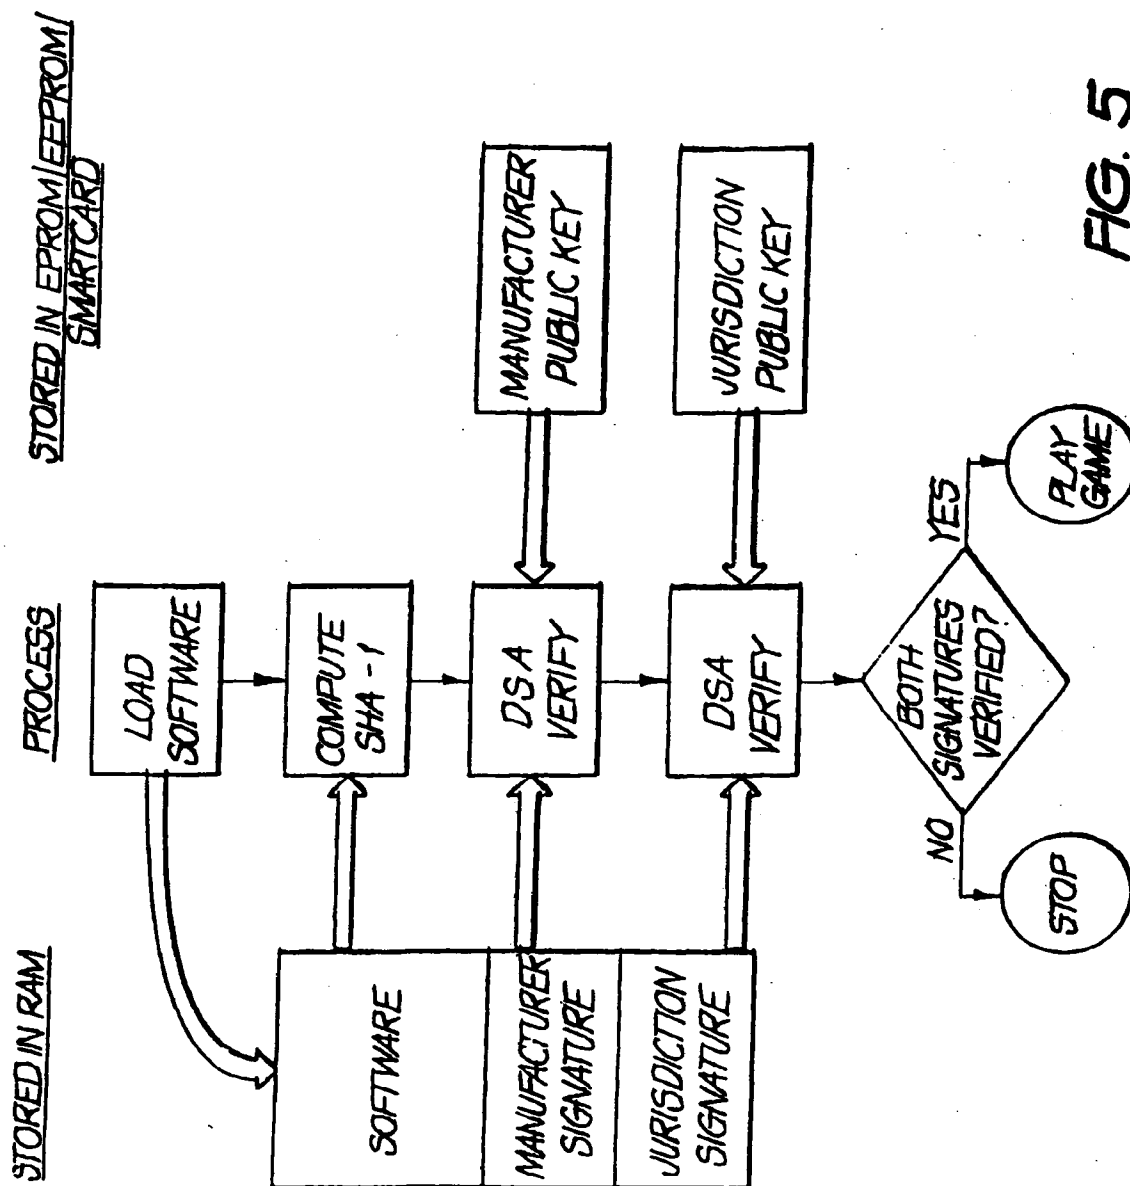 STORED IN RAM
PROCESS
STORED IN EPROM/EEPROM/
SMARTCARD
LOAD
SOFTWARE
SOFTWARE
COMPUTE
SHA-1
MANUFACTURER
SIGNATURE
DSA
VERIFY
MANUFACTURER
PUBLIC KEY
JURISDICTION
SIGNATURE
DSA
VERIFY
JURISDICTION
PUBLIC KEY
BOTH
SIGNATURES
VERIFIED?
NO
YES
STOP
PLAY
GAME
FIG. 5